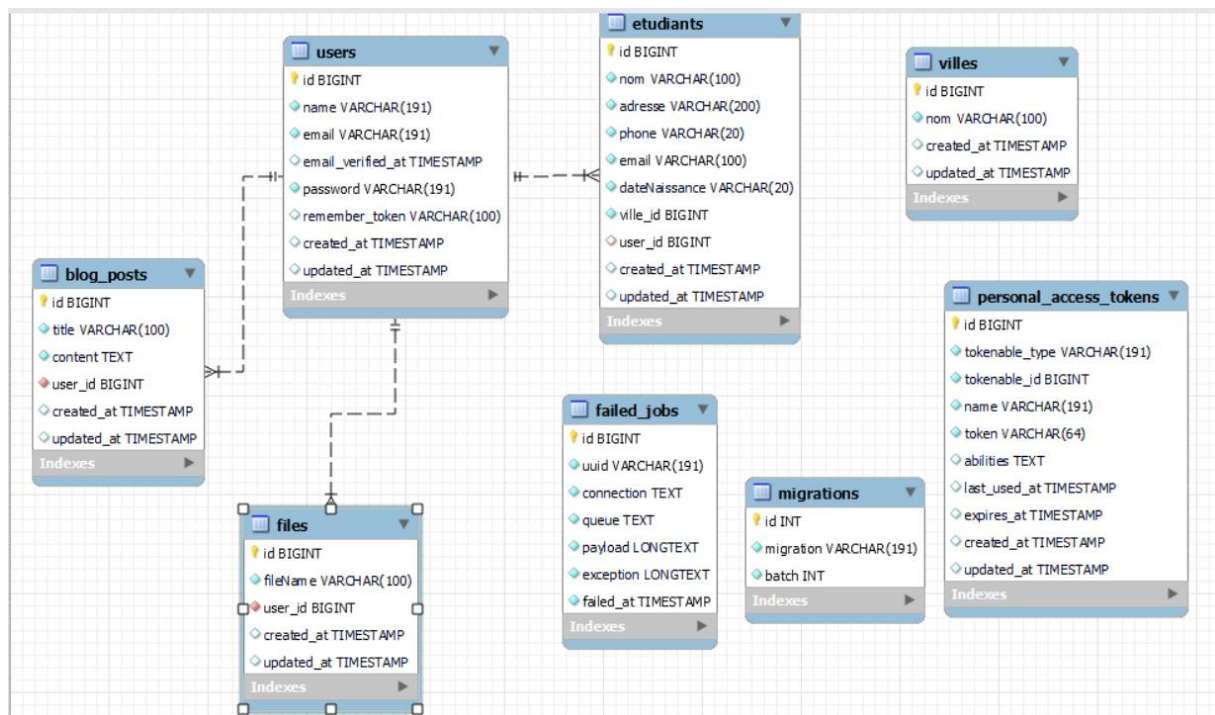 users
id BIGINT
name VARCHAR(191)
email VARCHAR(191)
email_verified_at TIMESTAMP
password VARCHAR(191)
remember_token VARCHAR(100)
created_at TIMESTAMP
updated_at TIMESTAMP
Indexes
etudiants
id BIGINT
nom VARCHAR(100)
adresse VARCHAR(200)
phone VARCHAR(20)
email VARCHAR(100)
dateNaissance VARCHAR(20)
ville_id BIGINT
user_id BIGINT
created_at TIMESTAMP
updated_at TIMESTAMP
Indexes
villes
id BIGINT
nom VARCHAR(100)
created_at TIMESTAMP
updated_at TIMESTAMP
Indexes
blog_posts
id BIGINT
title VARCHAR(100)
content TEXT
user_id BIGINT
created_at TIMESTAMP
updated_at TIMESTAMP
Indexes
personal_access_tokens
id BIGINT
tokenable_type VARCHAR(191)
tokenable_id BIGINT
name VARCHAR(191)
token VARCHAR(64)
abilities TEXT
last_used_at TIMESTAMP
expires_at TIMESTAMP
created_at TIMESTAMP
updated_at TIMESTAMP
Indexes
failed_jobs
id BIGINT
uuid VARCHAR(191)
connection TEXT
queue TEXT
payload LONGTEXT
exception LONGTEXT
failed_at TIMESTAMP
Indexes
migrations
id INT
migration VARCHAR(191)
batch INT
Indexes
files
id BIGINT
fileName VARCHAR(100)
user_id BIGINT
created_at TIMESTAMP
updated_at TIMESTAMP
Indexes